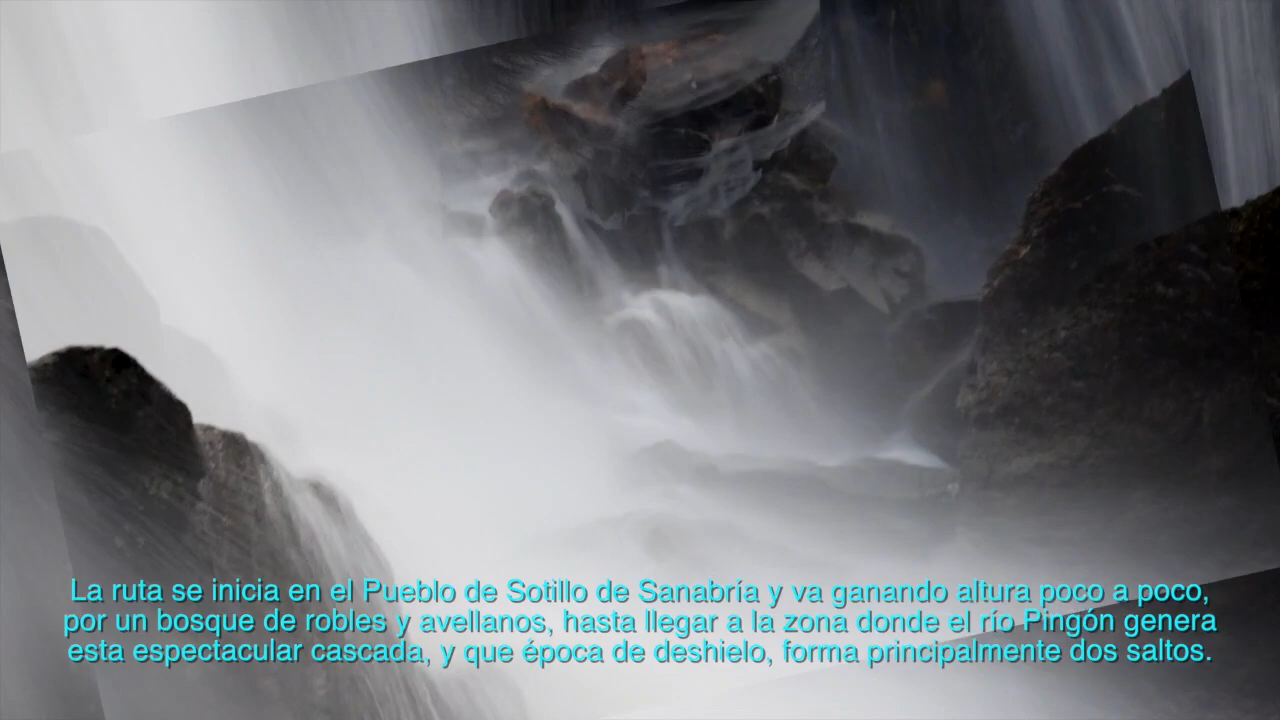 La ruta se inicia en el Pueblo de Sotillo de Sanabría y va ganando altura poco a poco,
por un bosque de robles y avellanos, hasta llegar a la zona donde el río Pingón genera
esta espectacular cascada, y que época de deshielo, forma principalmente dos saltos.